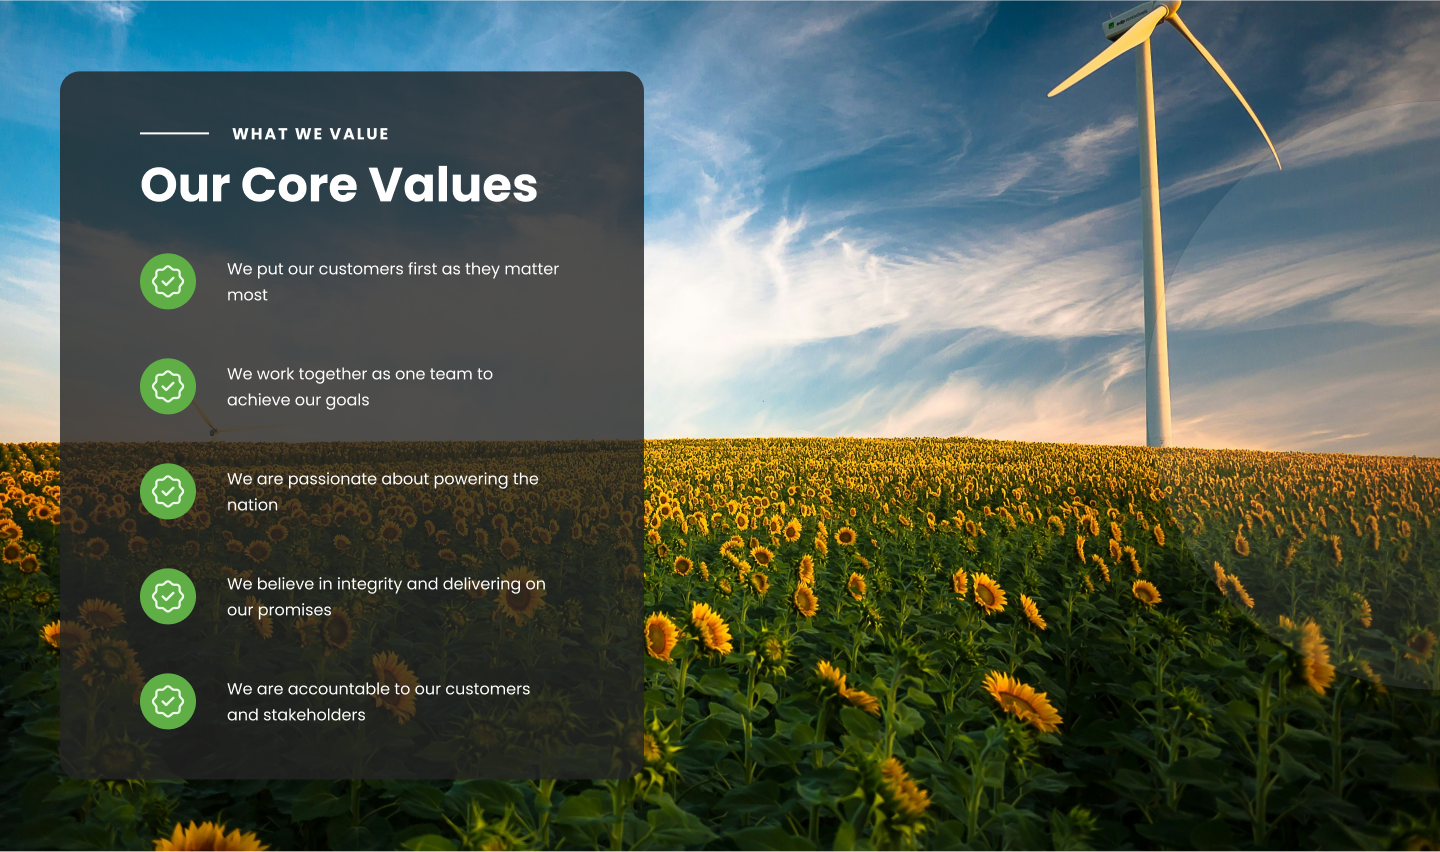 WHAT WE VALUE
Our Core Values
We put our customers first as they matter
most
We work together as one team to
achieve our goals
We are passionate about powering the
nation
We believe in integrity and delivering on
our promises
We are accountable to our customers
and stakeholders